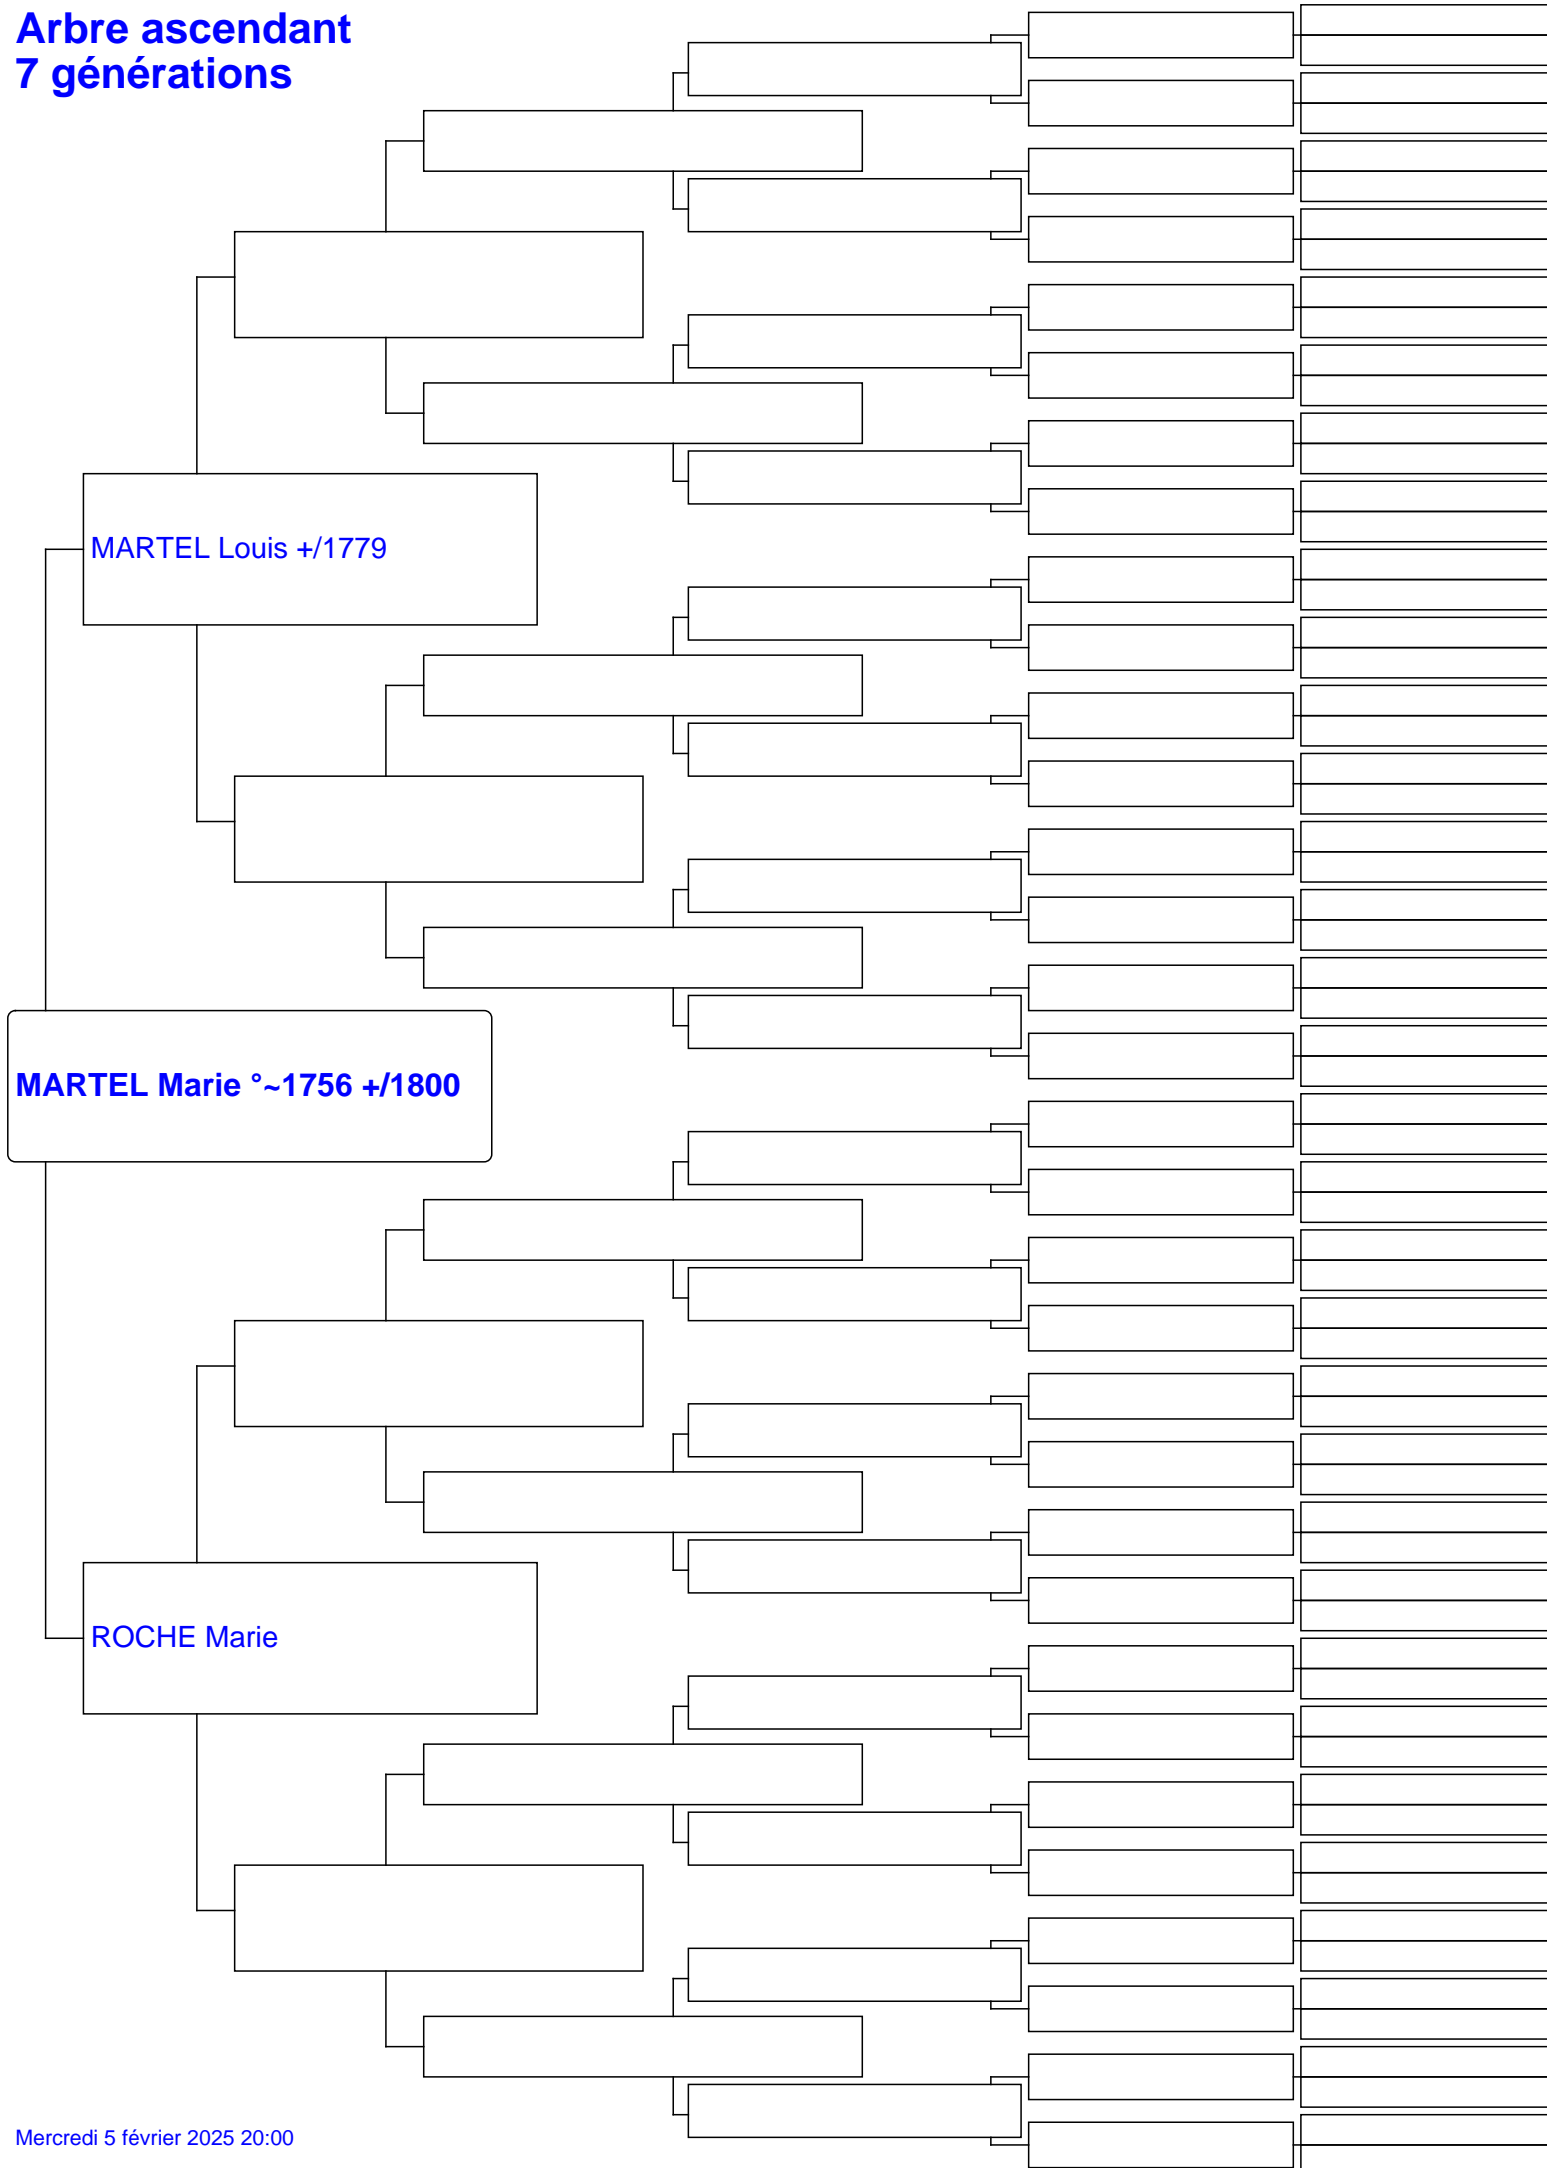 Arbre ascendant
7 générations
MARTEL Louis +/1779
MARTEL Marie °~1756 +/1800
ROCHE Marie
Mercredi 5 février 2025 20:00